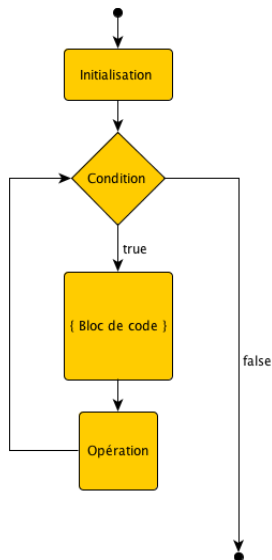 Initialisation
Condition
true
{ Bloc de code }
false
Opération